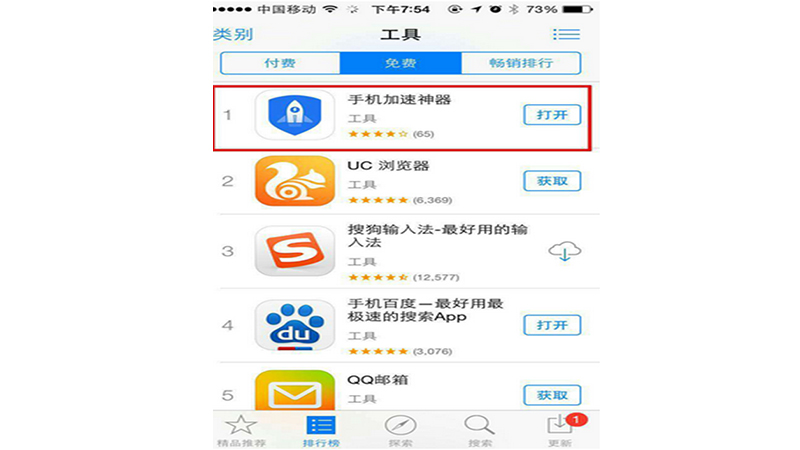 中国移动 下午7:54 73%
类别 工具
付费 免费 畅销排行
1 手机加速神器
工具
(65)
打开
2 UC 浏览器
工具
(6,369)
获取
3 搜狗输入法-最好用的输
入法
工具
(12,577)
4 手机百度—最好用最
极速的搜索App
工具
(3,076)
打开
du
5 QQ邮箱
工具
获取
精品推荐 排行榜 探索 搜索 更新
1